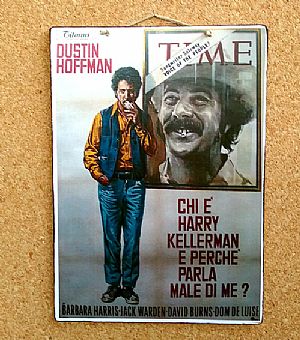 DUSTIN
HOFFMAN
TIME
CHI E'
HARRY
KELLERMAN
E PERCHE'
PARLA
MALE DI ME ?
BARBARA HARRIS-JACK WARDEN-DAVID BURNS-DOM DE LUISE